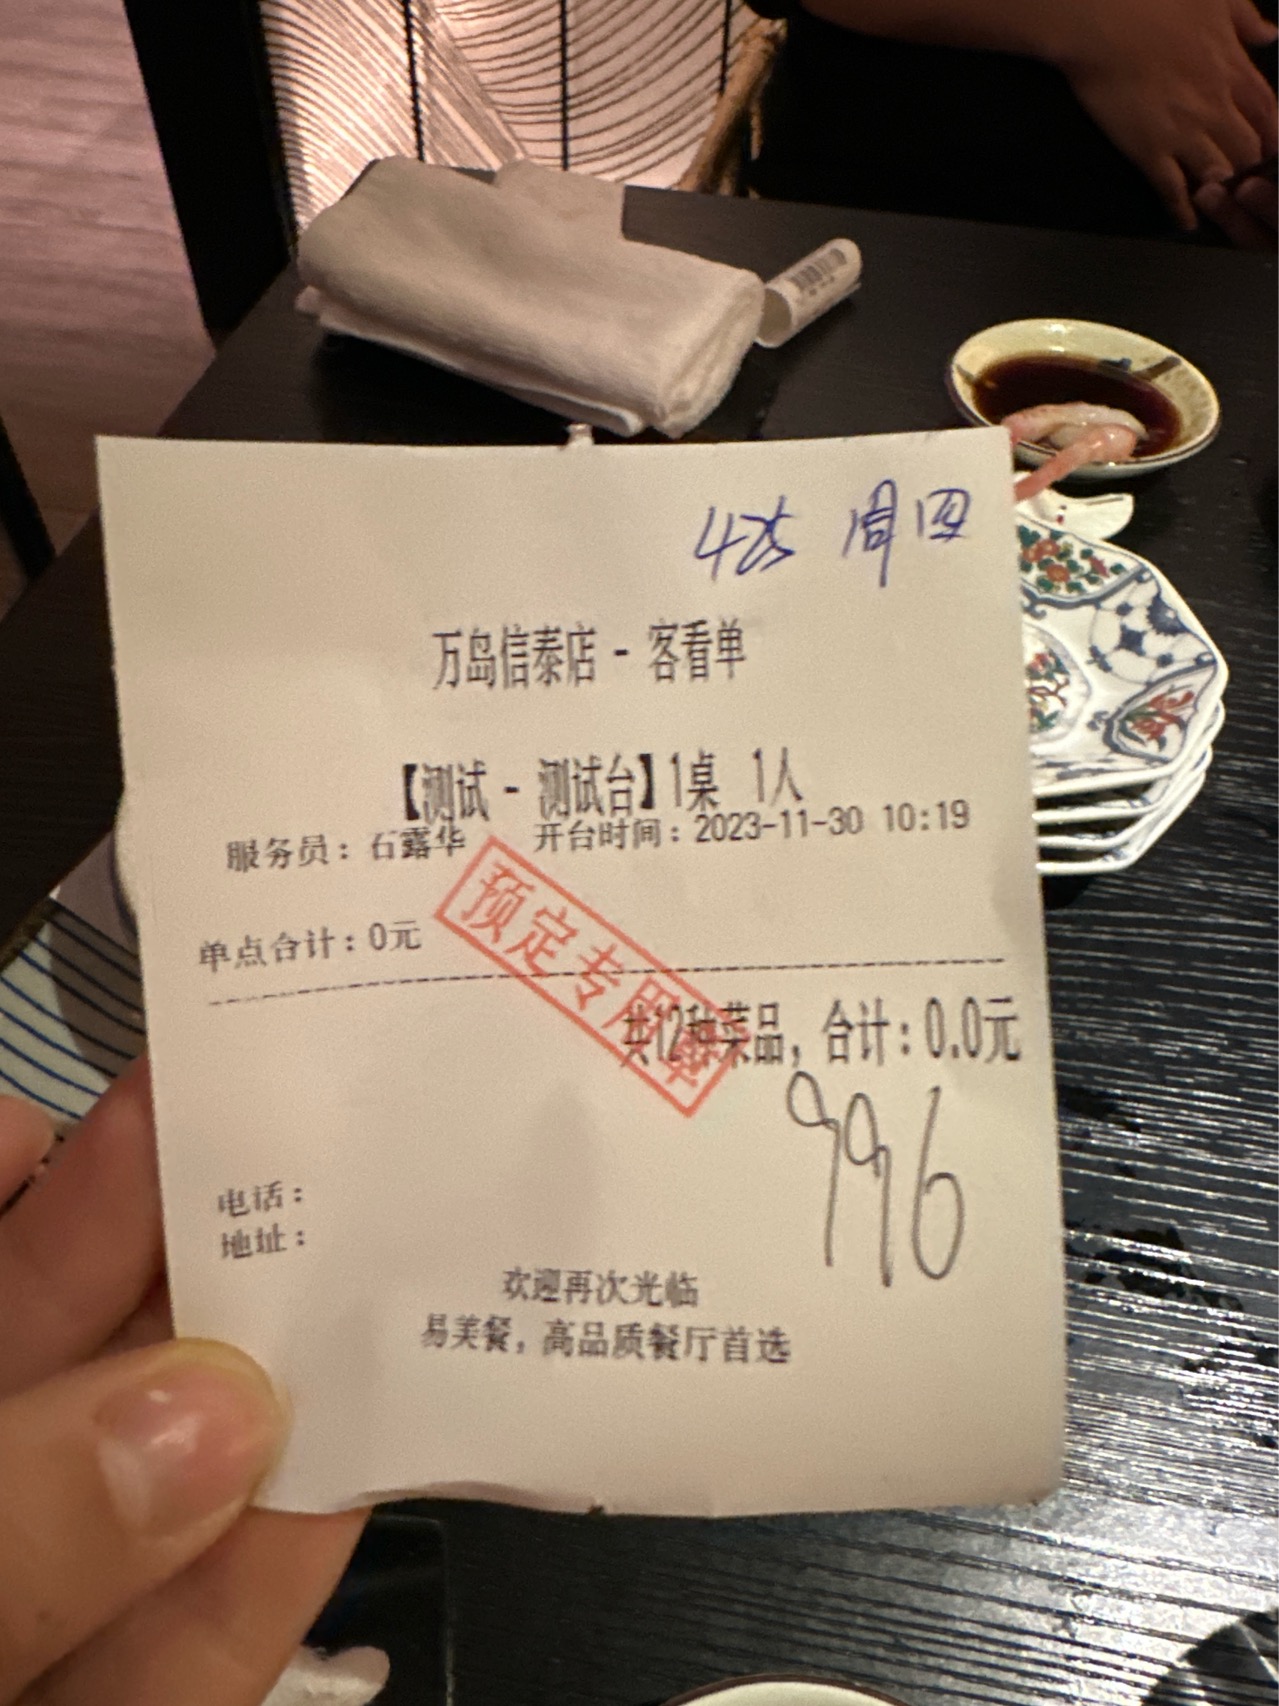 周四
万岛信泰店 - 客看单
【测试 - 测试台】1桌 1人
服务员：石露华 开台时间：2023-11-30 10:19
预定专用章
单点合计：0元
共12种菜品，合计：0.0元
996
电话：
地址：
欢迎再次光临
易美餐，高品质餐厅首选